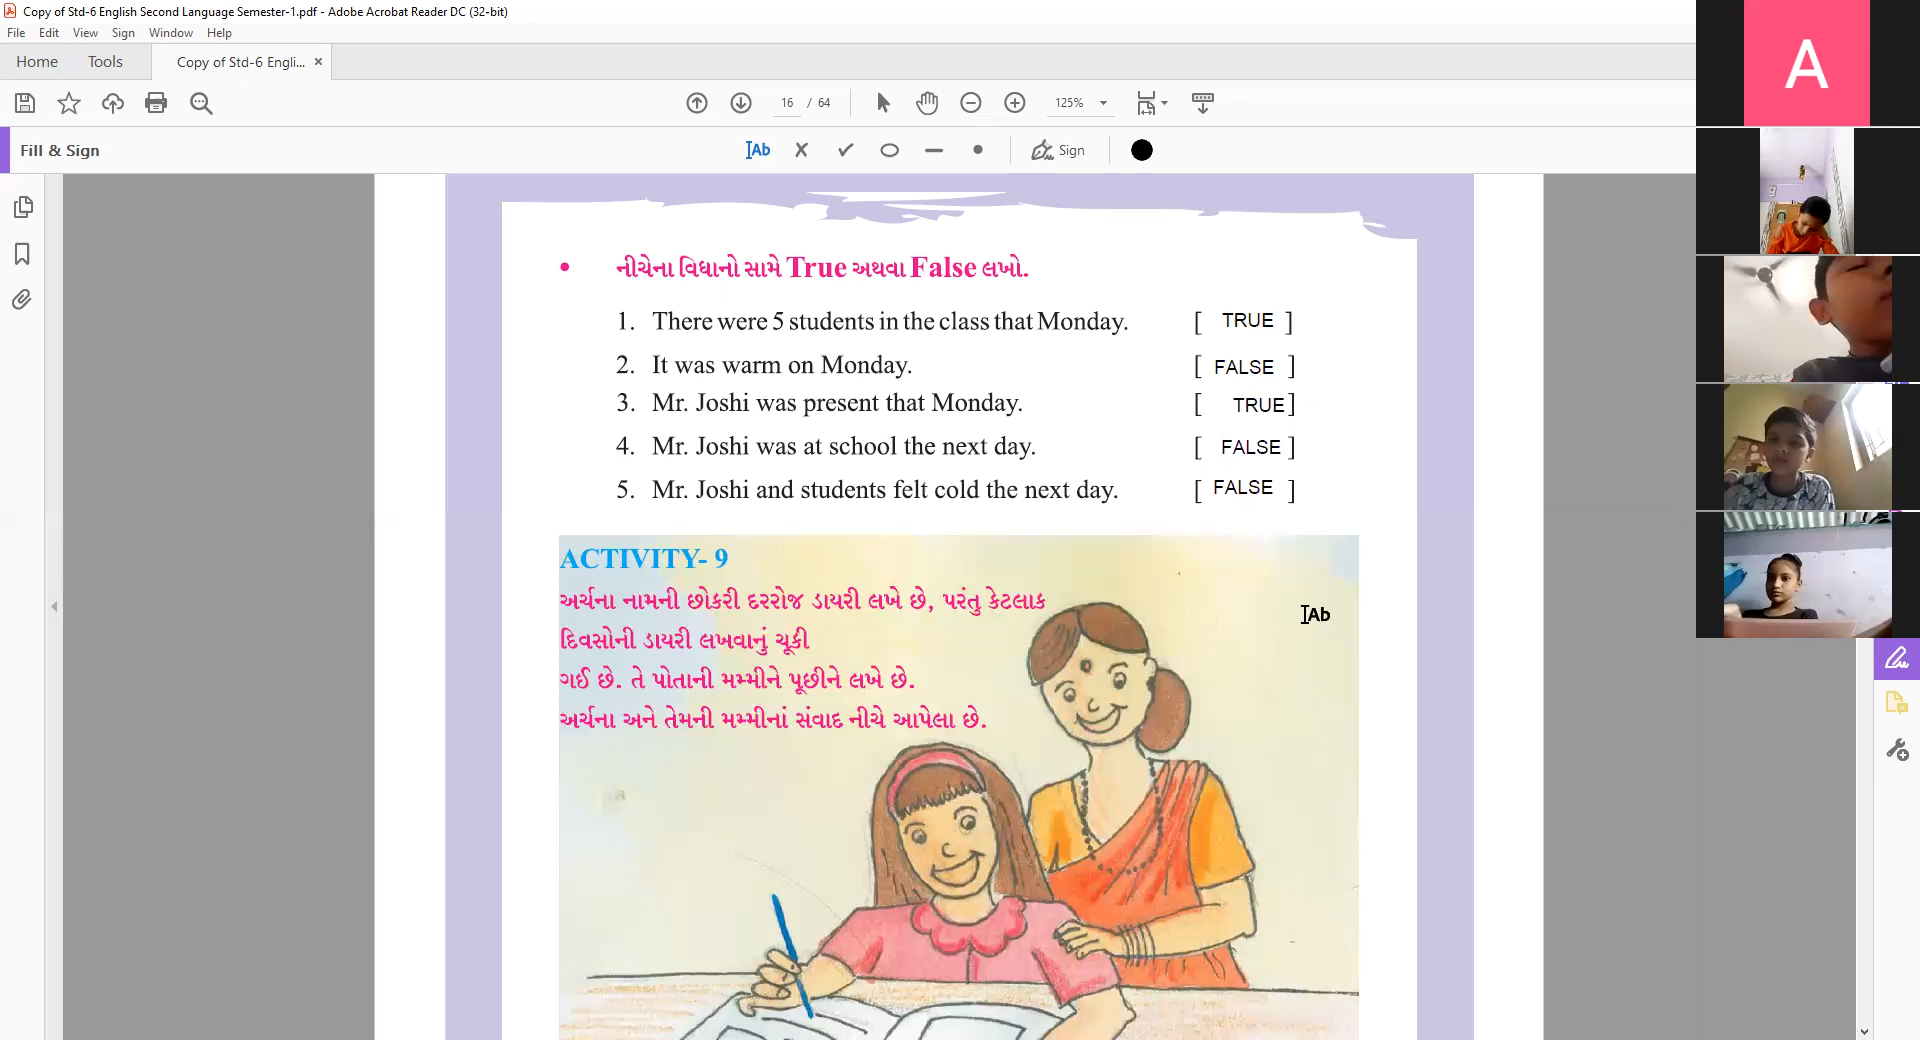 Copy of Std-6 English Second Language Semester-1.pdf - Adobe Acrobat Reader DC (32-bit)
File Edit View Sign Window Help
Home Tools Copy of Std-6 Engli... ×
16 / 64 125%
Fill & Sign Ab Sign
A
• નીચેના વિધાનો સામે True અથવા False લખો.
1. There were 5 students in the class that Monday. [ TRUE ]
2. It was warm on Monday. [ FALSE ]
3. Mr. Joshi was present that Monday. [ TRUE ]
4. Mr. Joshi was at school the next day. [ FALSE ]
5. Mr. Joshi and students felt cold the next day. [ FALSE ]
ACTIVITY- 9
અર્ચના નામની છોકરી દરરોજ ડાયરી લખે છે, પરંતુ કેટલાક
દિવસોની ડાયરી લખવાનું ચૂકી
ગઈ છે. તે પોતાની મમ્મીને પૂછીને લખે છે.
અર્ચના અને તેમની મમ્મીનાં સંવાદ નીચે આપેલા છે.
Ab